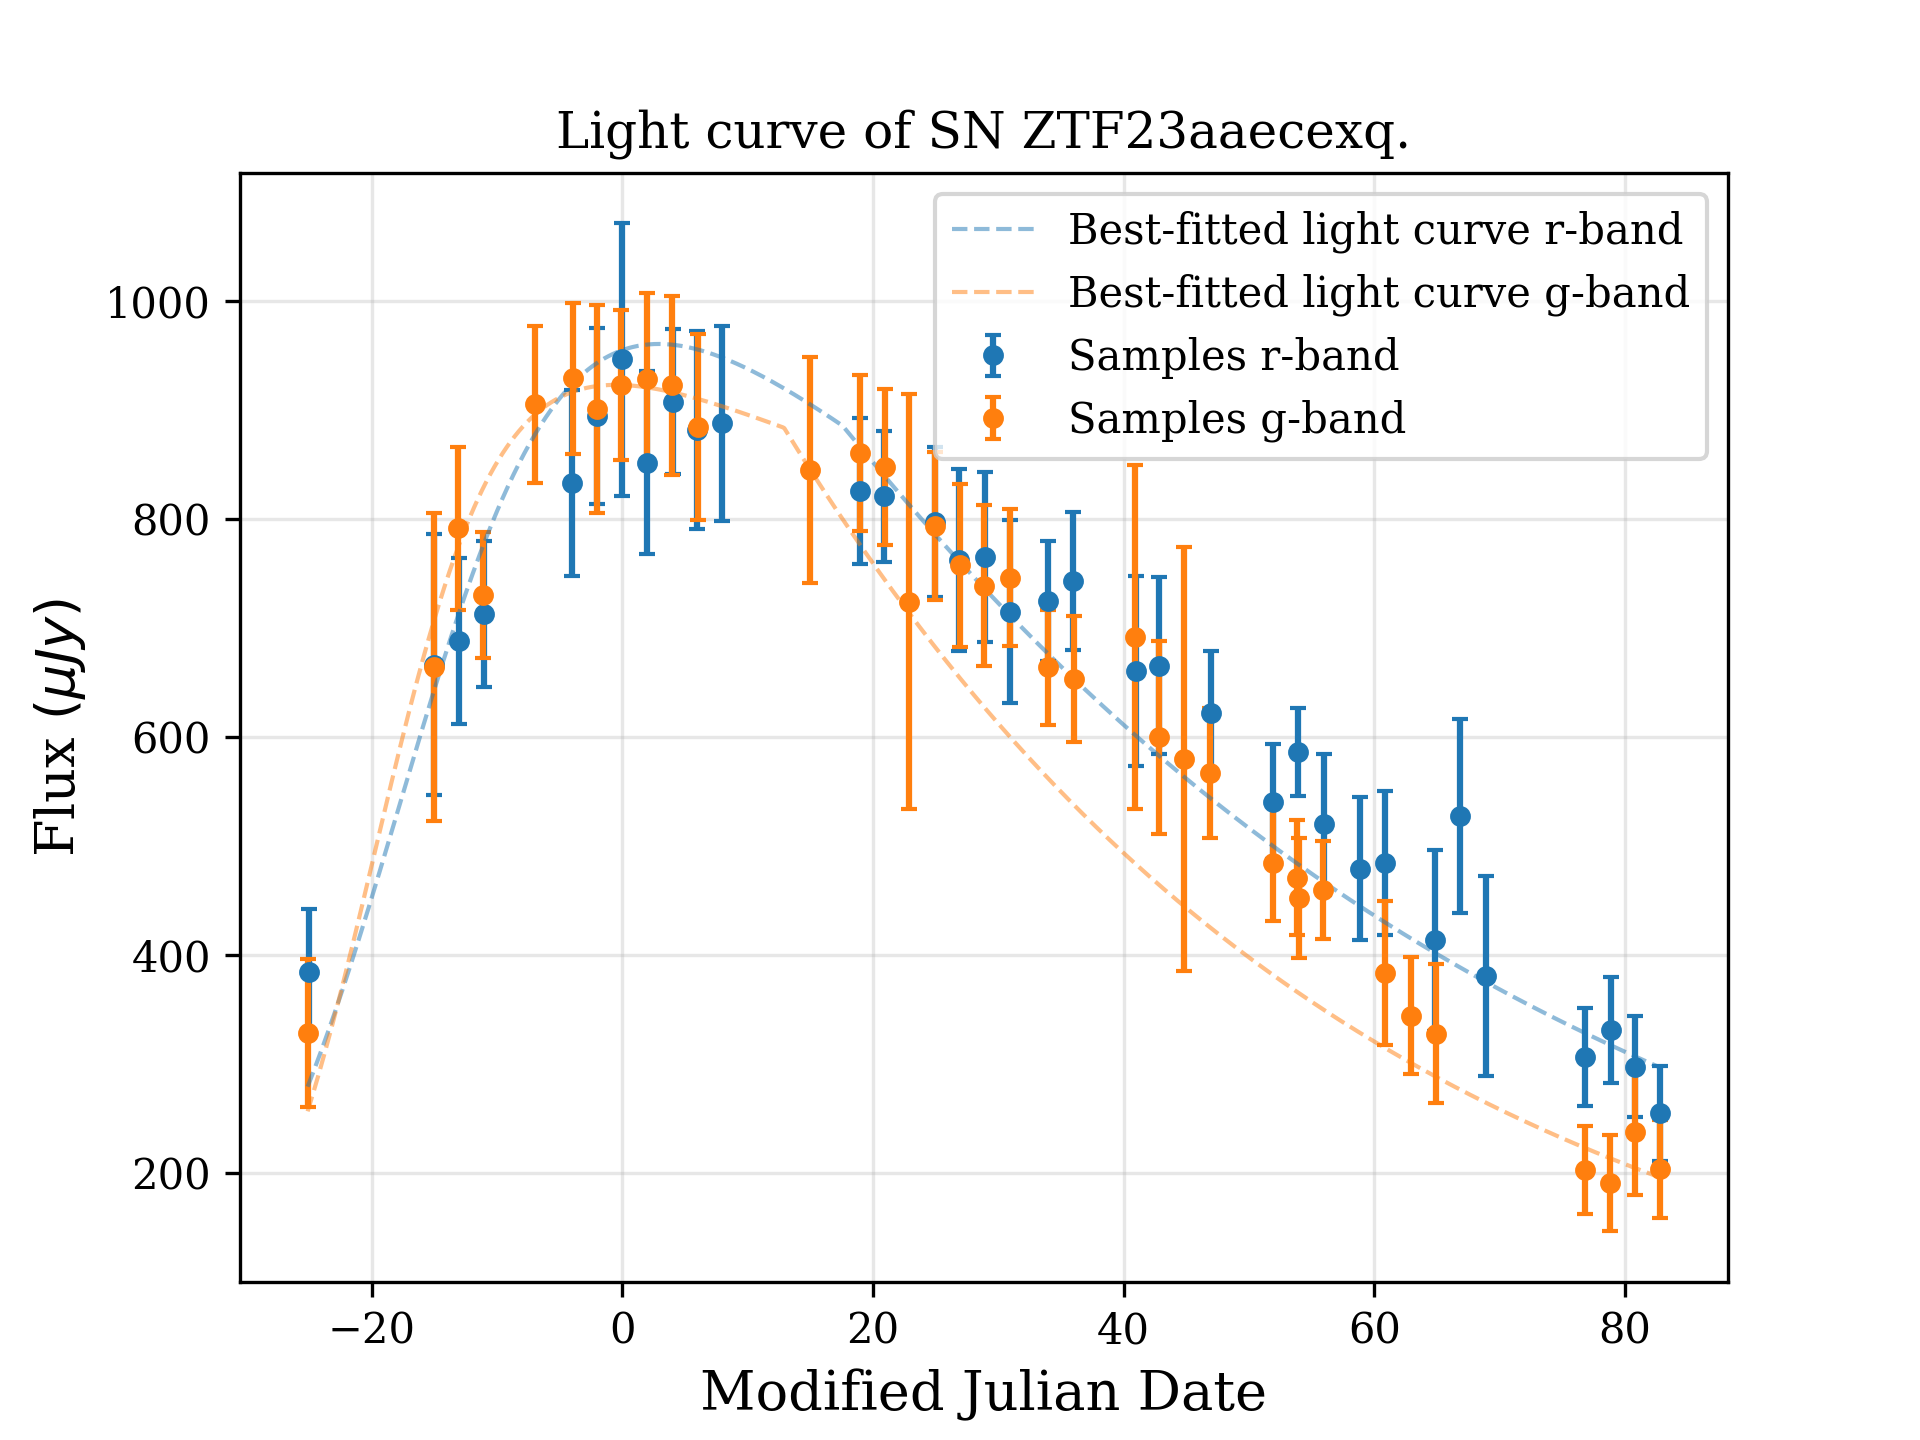 Light curve of SN ZTF23aaecexq.
Best-fitted light curve r-band
Best-fitted light curve g-band
Samples r-band
Samples g-band
1000
800
600
400
200
Flux (μJy)
−20 0 20 40 60 80
Modified Julian Date